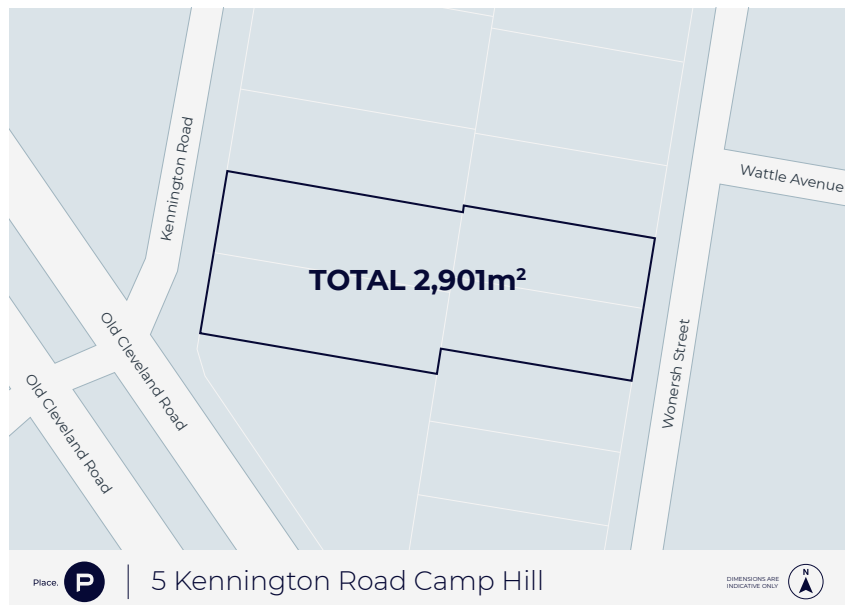 Kennington Road
Wattle Avenue
TOTAL 2,901m²
Old Cleveland Road
Old Cleveland Road
Wonersh Street
Place. P
5 Kennington Road Camp Hill
DIMENSIONS ARE
INDICATIVE ONLY
N